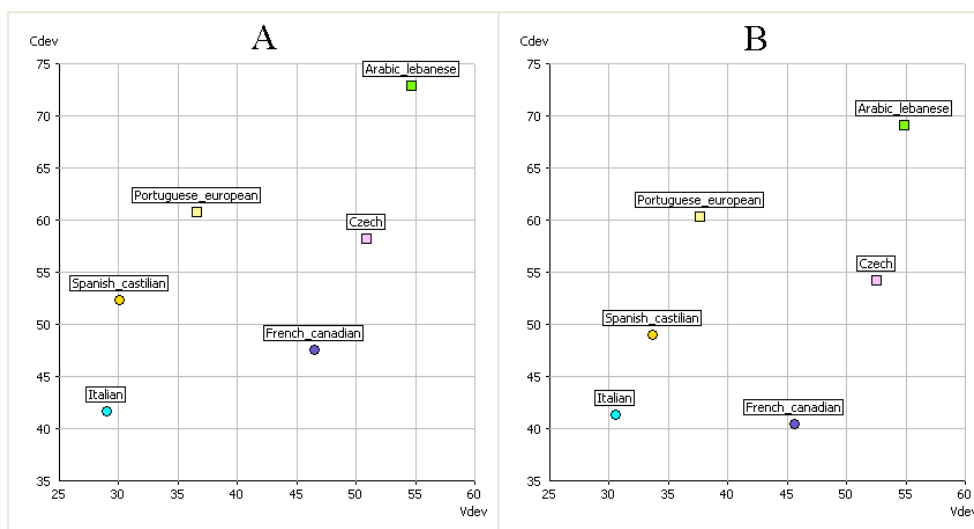 A
Cdev
75
70
65
60
55
50
45
40
35
25 30 35 40 45 50 55 60
Vdev
Arabic_lebanese
Portuguese_european
Czech
Spanish_castilian
French_canadian
Italian
B
Cdev
75
70
65
60
55
50
45
40
35
25 30 35 40 45 50 55 60
Vdev
Arabic_lebanese
Portuguese_european
Czech
Spanish_castilian
Italian
French_canadian